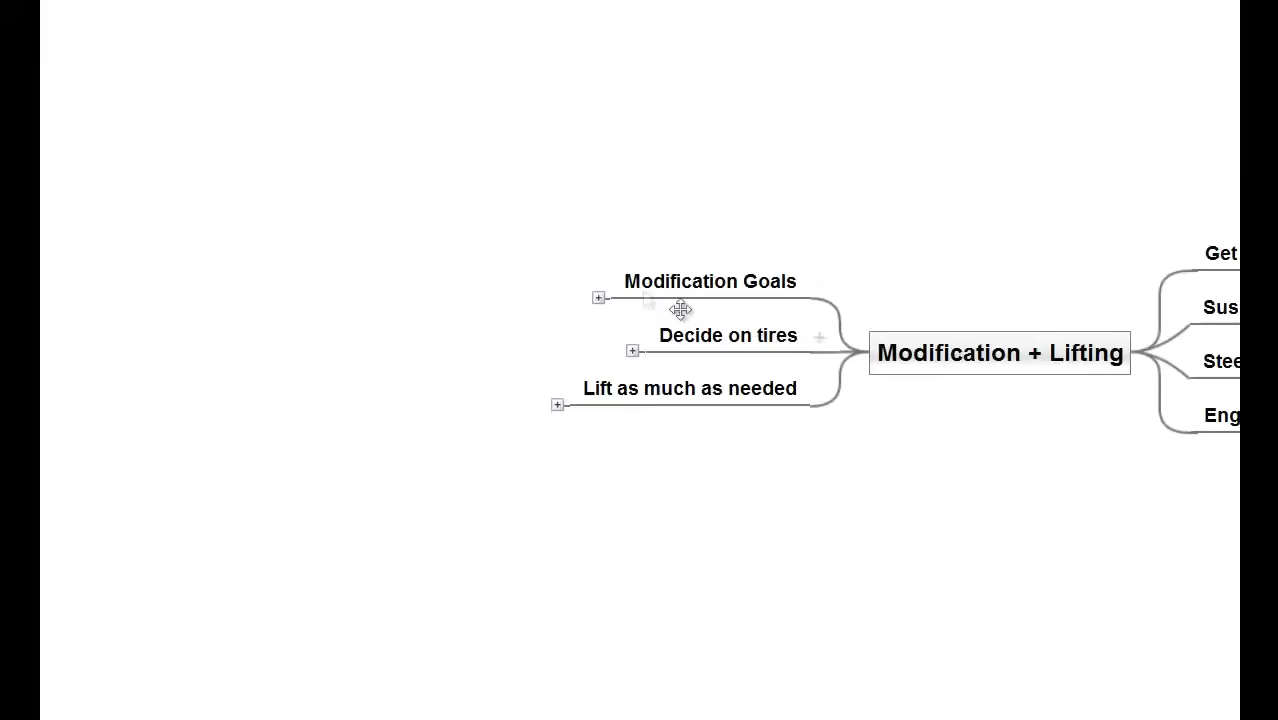 Modification Goals
Decide on tires
Lift as much as needed
Modification + Lifting
Get
Sus
Stee
Eng